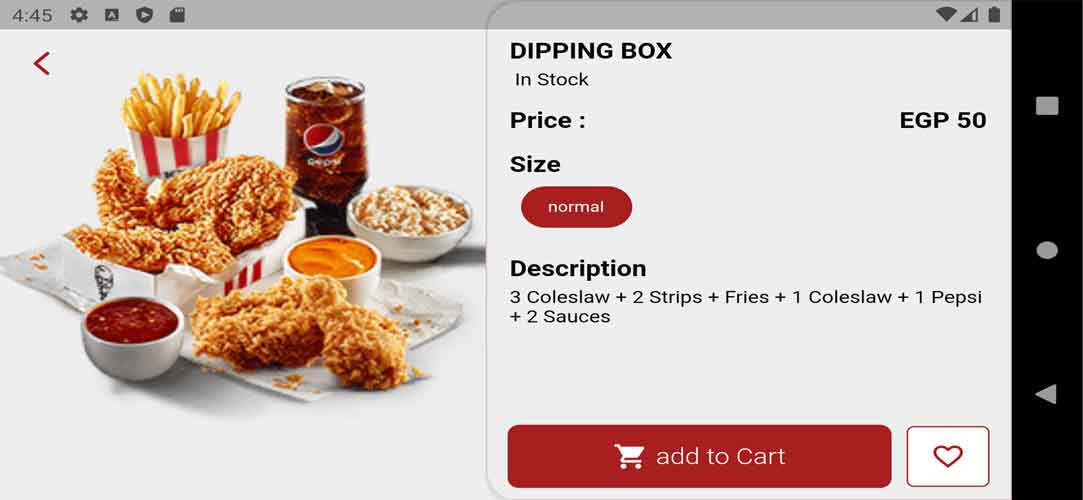 4:45
DIPPING BOX
In Stock
Price :
EGP 50
Size
normal
Description
3 Coleslaw + 2 Strips + Fries + 1 Coleslaw + 1 Pepsi
+ 2 Sauces
add to Cart
pepsi